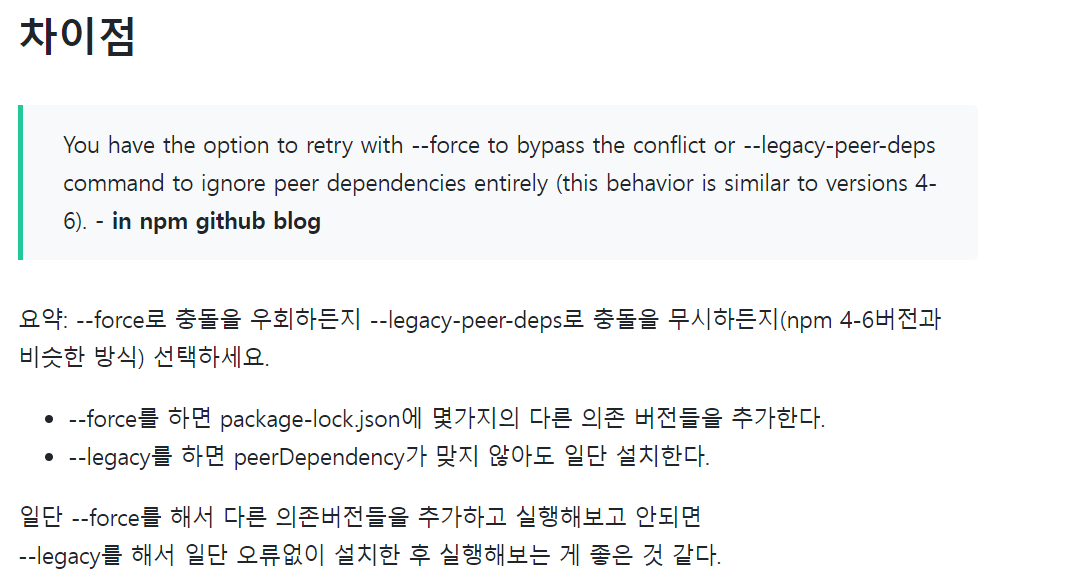 차이점
You have the option to retry with --force to bypass the conflict or --legacy-peer-deps
command to ignore peer dependencies entirely (this behavior is similar to versions 4-
6). - in npm github blog
요약: --force로 충돌을 우회하든지 --legacy-peer-deps로 충돌을 무시하든지(npm 4-6버전과
비슷한 방식) 선택하세요.
• --force를 하면 package-lock.json에 몇가지의 다른 의존 버전들을 추가한다.
• --legacy를 하면 peerDependency가 맞지 않아도 일단 설치한다.
일단 --force를 해서 다른 의존버전들을 추가하고 실행해보고 안되면
--legacy를 해서 일단 오류없이 설치한 후 실행해보는 게 좋은 것 같다.